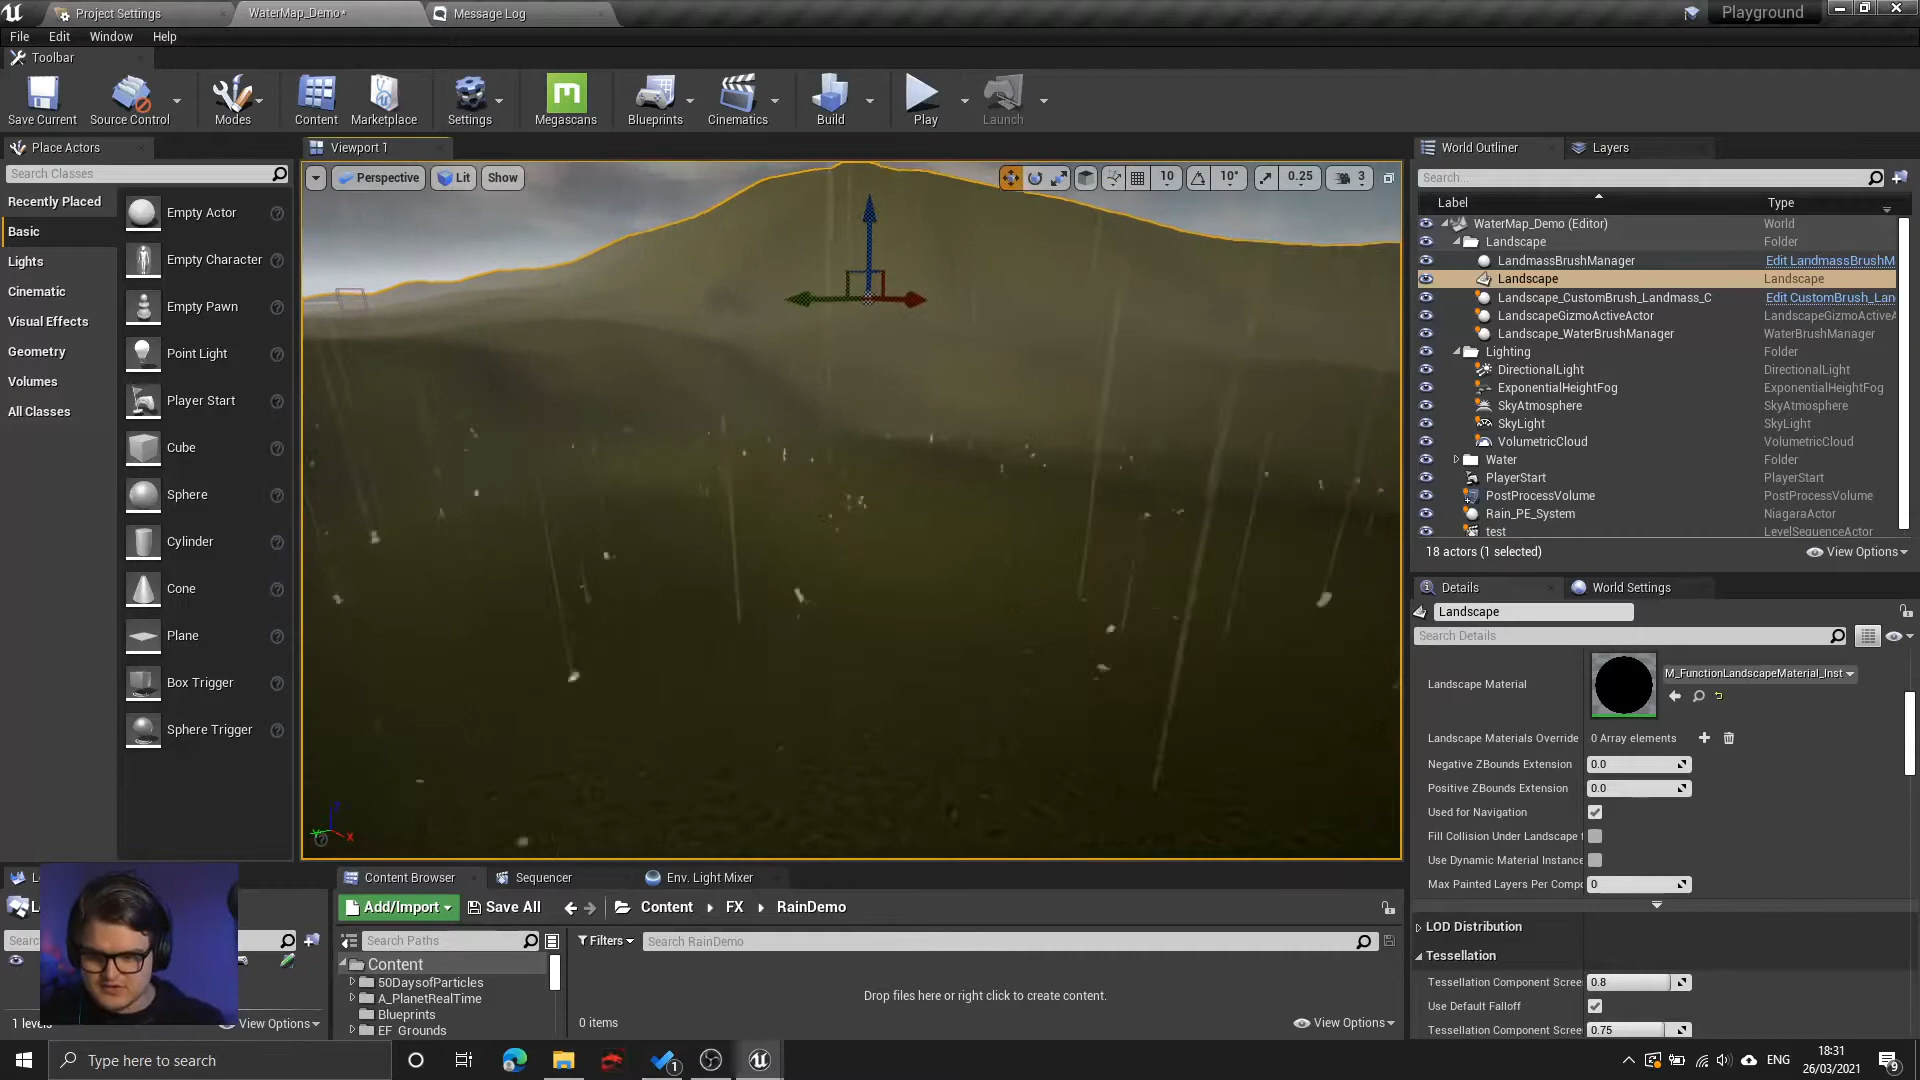 Project Settings
WaterMap_Demo*
Message Log
Playground
File Edit Window Help
Toolbar
Save Current
Source Control
Modes
Content
Marketplace
Settings
Megascans
Blueprints
Cinematics
Build
Play
Launch
Place Actors
Search Classes
Recently Placed
Basic
Lights
Cinematic
Visual Effects
Geometry
Volumes
All Classes
Empty Actor
Empty Character
Empty Pawn
Point Light
Player Start
Cube
Sphere
Cylinder
Cone
Plane
Box Trigger
Sphere Trigger
Viewport 1
Perspective Lit Show
10 10° 0.25 3
World Outliner Layers
Search...
Label Type
WaterMap_Demo (Editor) World
Landscape Folder
LandmassBrushManager Edit LandmassBrushM
Landscape Landscape
Landscape_CustomBrush_Landmass_C Edit CustomBrush_Lan
LandscapeGizmoActiveActor LandscapeGizmoActiveA
Landscape_WaterBrushManager WaterBrushManager
Lighting Folder
DirectionalLight DirectionalLight
ExponentialHeightFog ExponentialHeightFog
SkyAtmosphere SkyAtmosphere
SkyLight SkyLight
VolumetricCloud VolumetricCloud
Water Folder
PlayerStart PlayerStart
PostProcessVolume PostProcessVolume
Rain_PE_System NiagaraActor
test LevelSequenceActor
18 actors (1 selected) View Options
Details World Settings
Landscape
Search Details
Landscape Material M_FunctionLandscapeMaterial_Inst
Landscape Materials Override 0 Array elements
Negative ZBounds Extension 0.0
Positive ZBounds Extension 0.0
Used for Navigation
Fill Collision Under Landscape
Use Dynamic Material Instance
Max Painted Layers Per Compo 0
LOD Distribution
Tessellation
Tessellation Component Scree 0.8
Use Default Falloff
Tessellation Component Scree 0.75
Content Browser Sequencer Env. Light Mixer
Add/Import Save All Content FX RainDemo
Search Paths
Filters Search RainDemo
Content
50DaysofParticles
A_PlanetRealTime
Blueprints
EF_Grounds
Drop files here or right click to create content.
0 items View Options
1 levels View Options
Type here to search
1
ENG
18:31
26/03/2021
9